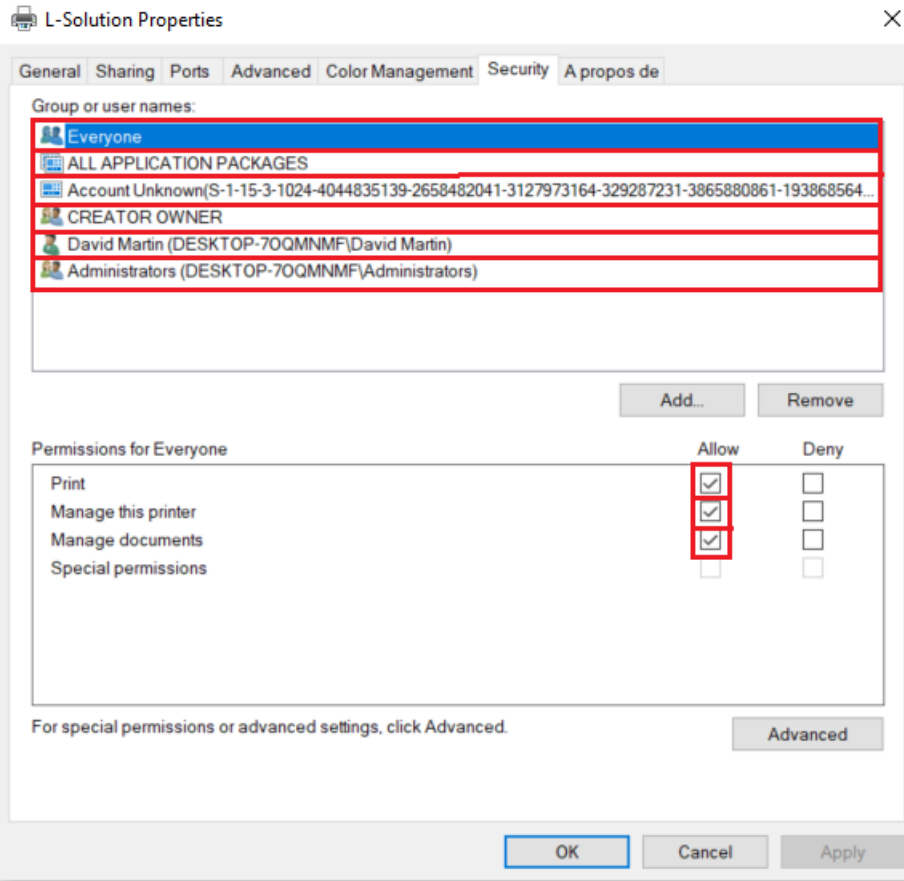 L-Solution Properties
General Sharing Ports Advanced Color Management Security A propos de
Group or user names:
Everyone
ALL APPLICATION PACKAGES
Account Unknown(S-1-15-3-1024-4044835139-2658482041-3127973164-329287231-3865880861-193868564...
CREATOR OWNER
David Martin (DESKTOP-7OQMNMF\David Martin)
Administrators (DESKTOP-7OQMNMF\Administrators)
Add... Remove
Permissions for Everyone Allow Deny
Print
Manage this printer
Manage documents
Special permissions
For special permissions or advanced settings, click Advanced.
Advanced
OK Cancel Apply